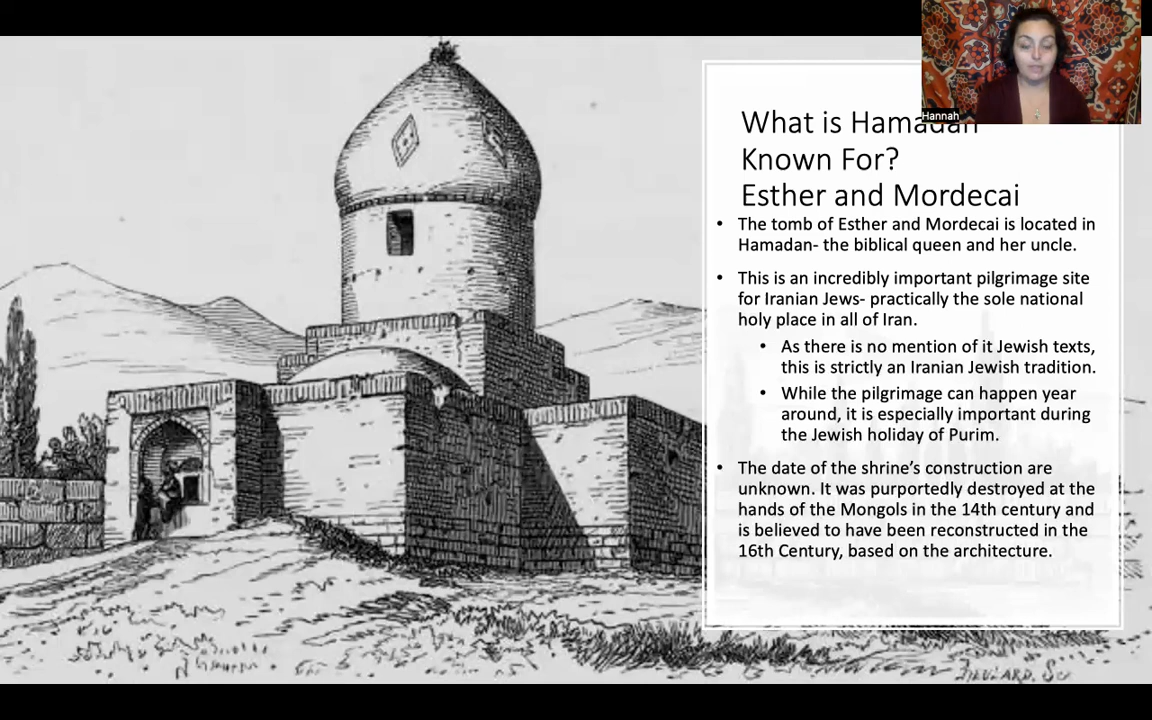 Hannah
What is Hamadan
Known For?
Esther and Mordecai
• The tomb of Esther and Mordecai is located in
Hamadan- the biblical queen and her uncle.
• This is an incredibly important pilgrimage site
for Iranian Jews- practically the sole national
holy place in all of Iran.
• As there is no mention of it Jewish texts,
this is strictly an Iranian Jewish tradition.
• While the pilgrimage can happen year
around, it is especially important during
the Jewish holiday of Purim.
• The date of the shrine’s construction are
unknown. It was purportedly destroyed at the
hands of the Mongols in the 14th century and
is believed to have been reconstructed in the
16th Century, based on the architecture.